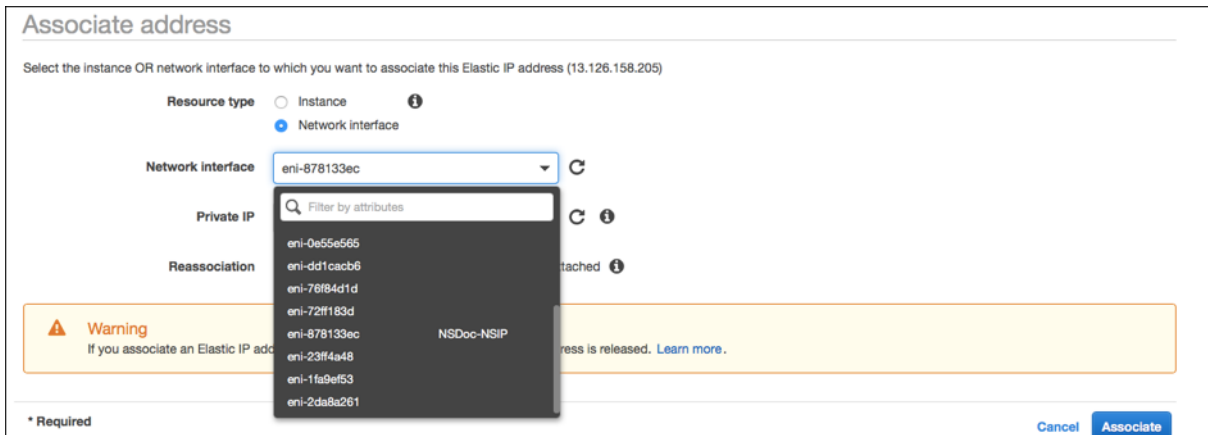 Associate address
Select the instance OR network interface to which you want to associate this Elastic IP address (13.126.158.205)
Resource type Instance
Network interface
Network interface eni-878133ec
Filter by attributes
Private IP
eni-0e55e565
Reassociation eni-dd1cacb6 tached
eni-76f84d1d
eni-72ff183d
Warning
eni-878133ec NSDoc-NSIP
If you associate an Elastic IP add ress is released. Learn more.
eni-23ff4a48
eni-1fa9ef53
eni-2da8a261
* Required Cancel Associate